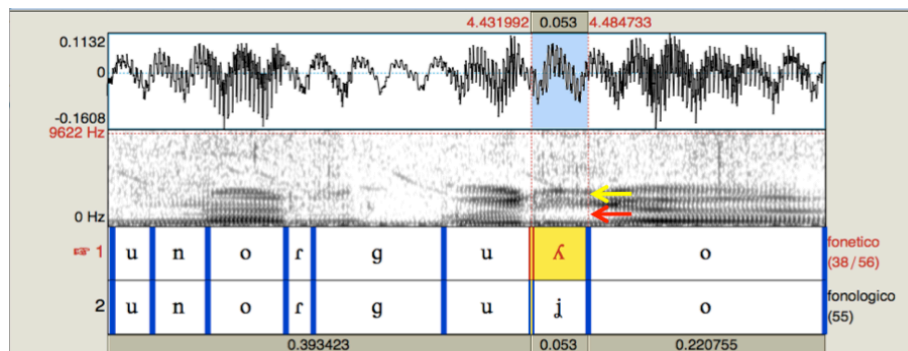 4.431992 0.053 4.484733
0.1132
0
-0.1608
9622 Hz
0 Hz
1 u n o ɾ g u ʎ o fonetico
(38/56)
2 u n o ɾ g u ʝ o fonologico
(55)
0.393423 0.053 0.220755